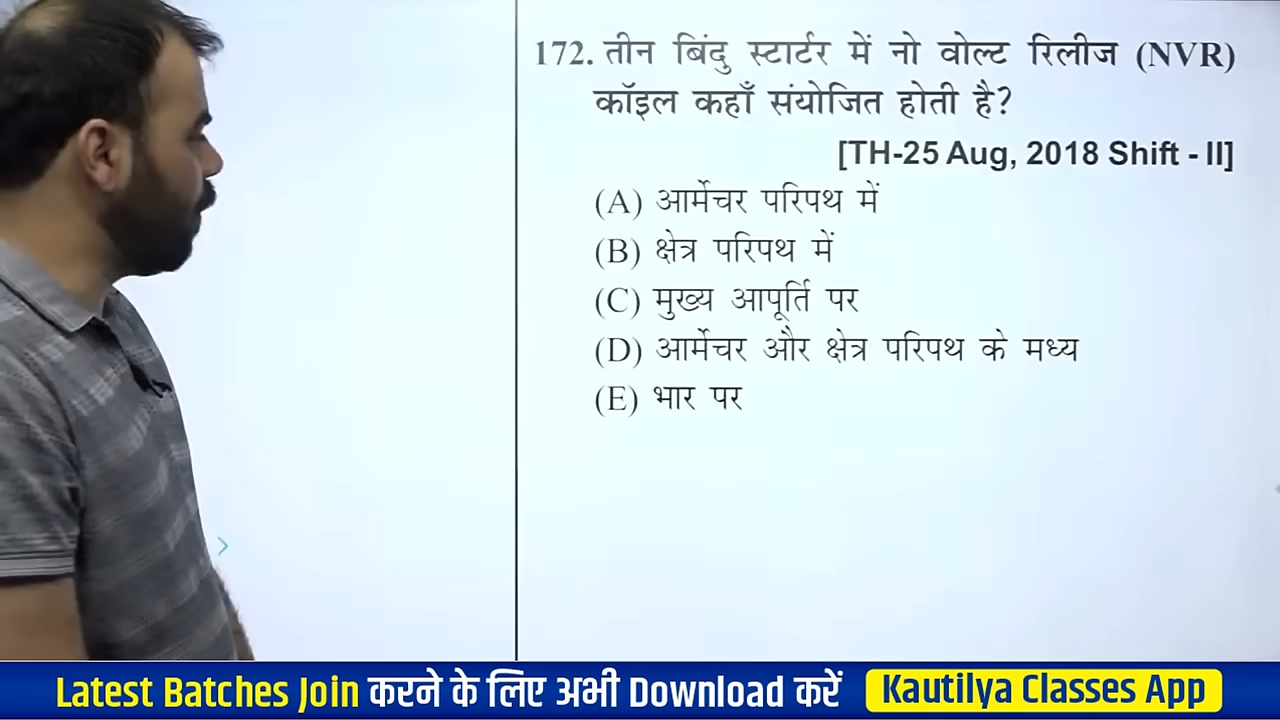 172. तीन बिंदु स्टार्टर में नो वोल्ट रिलीज (NVR)
कॉइल कहाँ संयोजित होती है?
[TH-25 Aug, 2018 Shift - II]
(A) आर्मेचर परिपथ में
(B) क्षेत्र परिपथ में
(C) मुख्य आपूर्ति पर
(D) आर्मेचर और क्षेत्र परिपथ के मध्य
(E) भार पर
Latest Batches Join करने के लिए अभी Download करें Kautilya Classes App